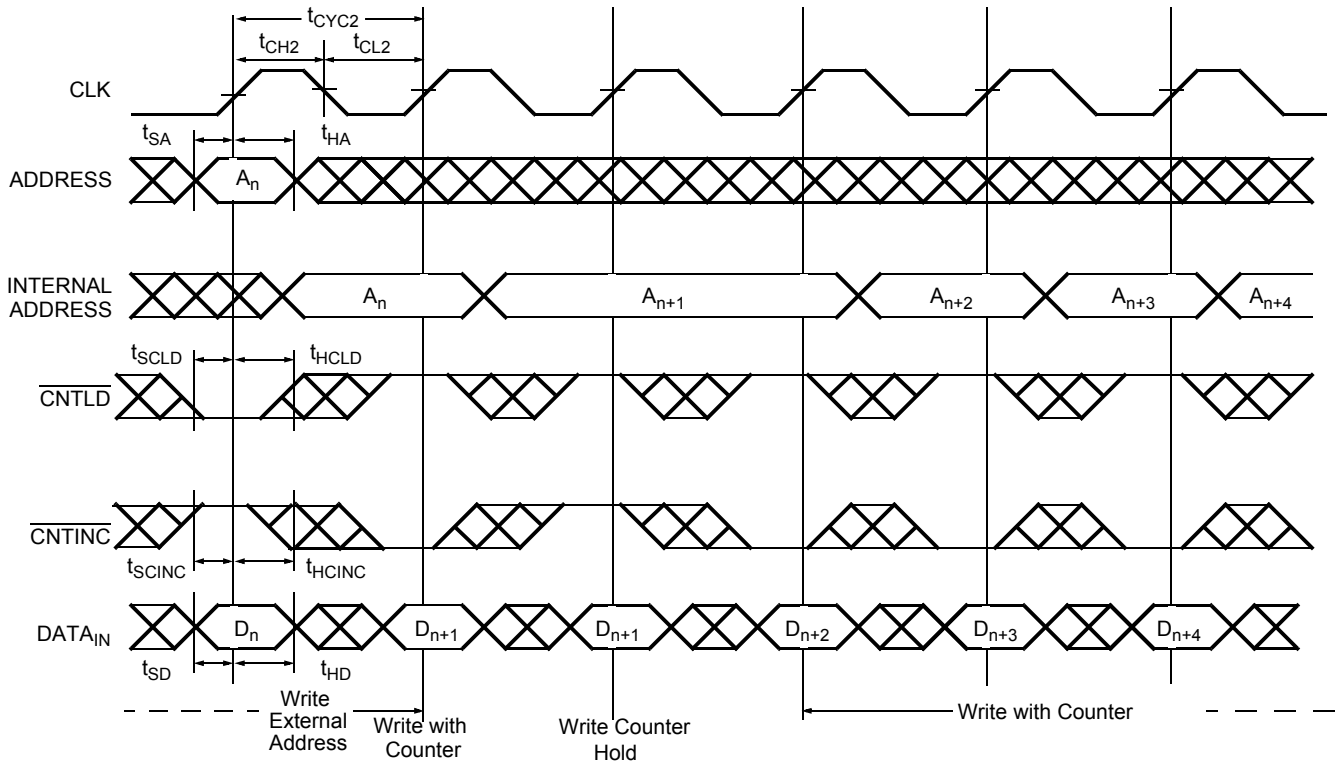 tCYC2
tCH2 tCL2
CLK
tSA tHA
ADDRESS An
INTERNAL
ADDRESS
An An+1 An+2 An+3 An+4
tSCLD tHCLD
CNTLD
CNTINC
tSCINC tHCINC
DATAIN Dn Dn+1 Dn+1 Dn+2 Dn+3 Dn+4
tSD tHD
Write
External
Address
Write with
Counter
Write Counter
Hold
Write with Counter